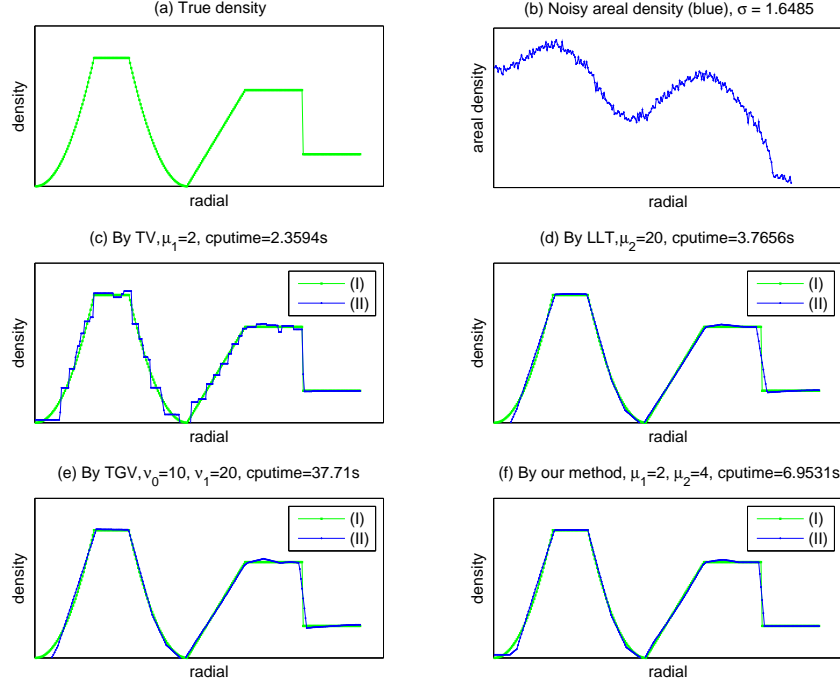 (a) True density
density
radial
(b) Noisy areal density (blue), σ = 1.6485
areal density
radial
(c) By TV,μ₁=2, cputime=2.3594s
density
(I)
(II)
radial
(d) By LLT,μ₂=20, cputime=3.7656s
density
(I)
(II)
radial
(e) By TGV,ν₀=10, ν₁=20, cputime=37.71s
density
(I)
(II)
radial
(f) By our method, μ₁=2, μ₂=4, cputime=6.9531s
density
(I)
(II)
radial